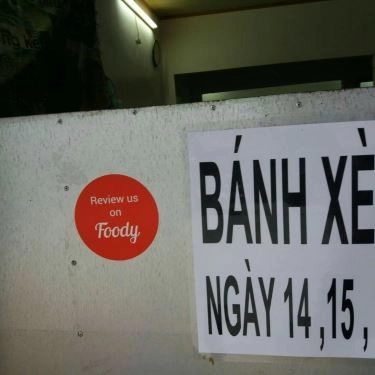 Review us
on
Foody
BÁNH XÈ
NGÀY 14,15,